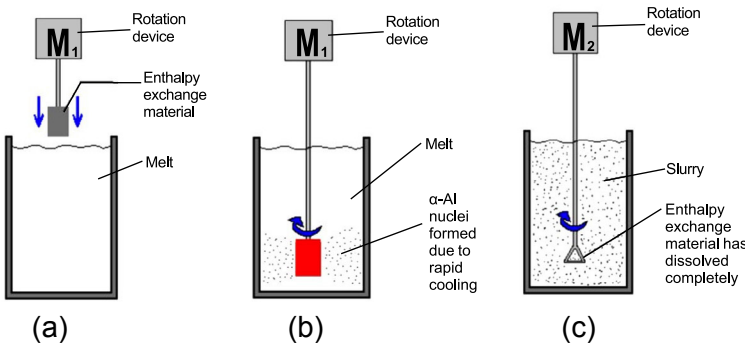 Rotation
device
M1
Enthalpy
exchange
material
Melt
(a)
Rotation
device
M1
Melt
α-Al
nuclei
formed
due to
rapid
cooling
(b)
Rotation
device
M2
Slurry
Enthalpy
exchange
material has
dissolved
completely
(c)